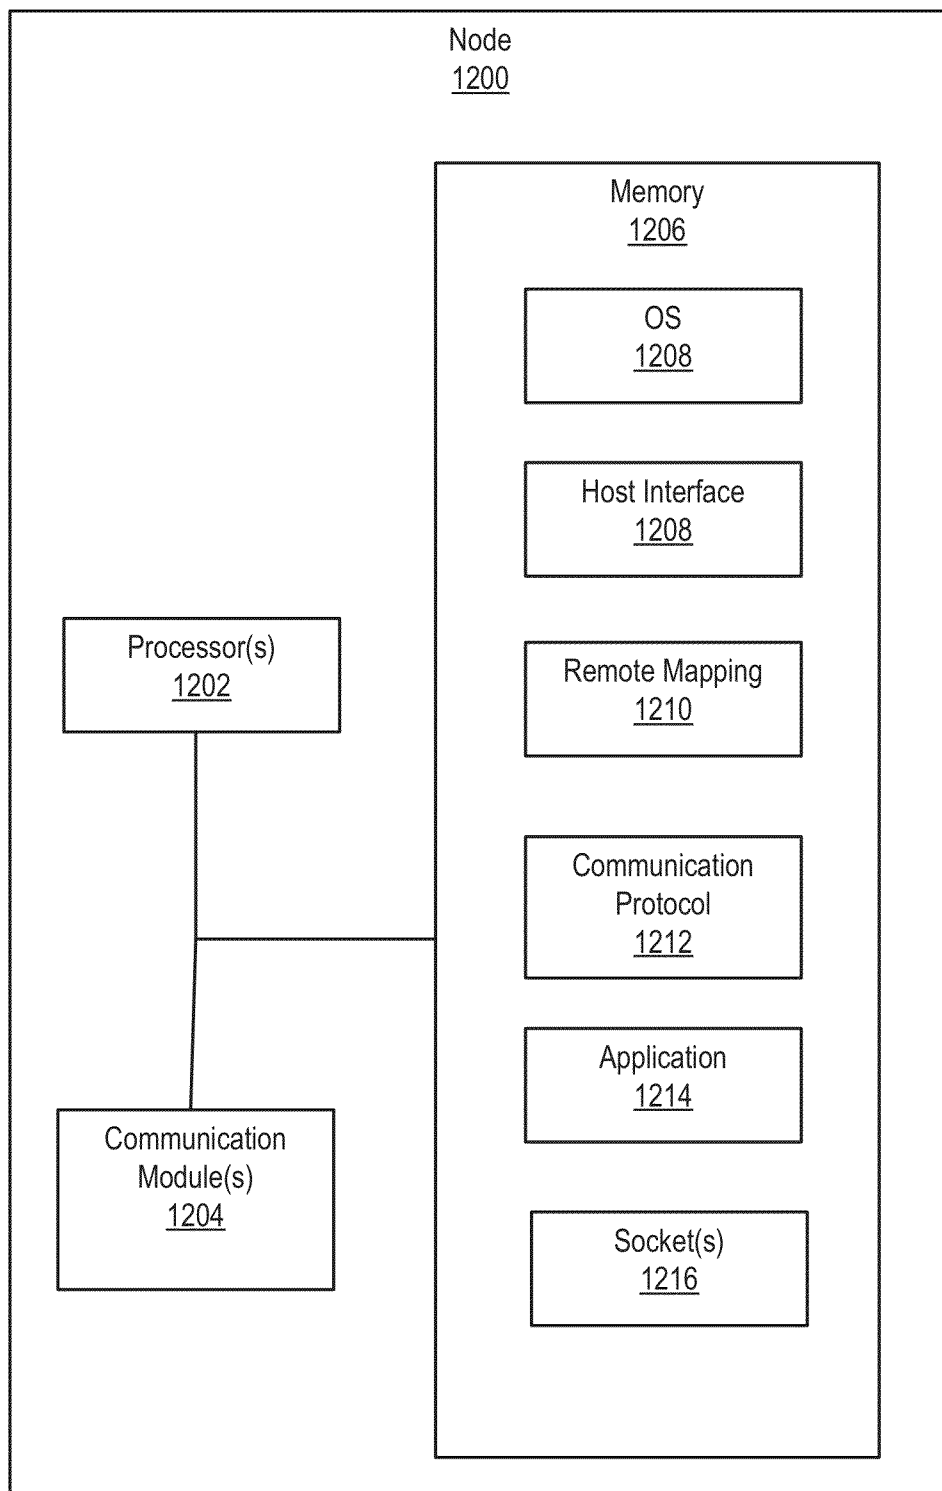 Node
1200
Memory
1206
OS
1208
Host Interface
1208
Remote Mapping
1210
Communication
Protocol
1212
Application
1214
Socket(s)
1216
Processor(s)
1202
Communication
Module(s)
1204